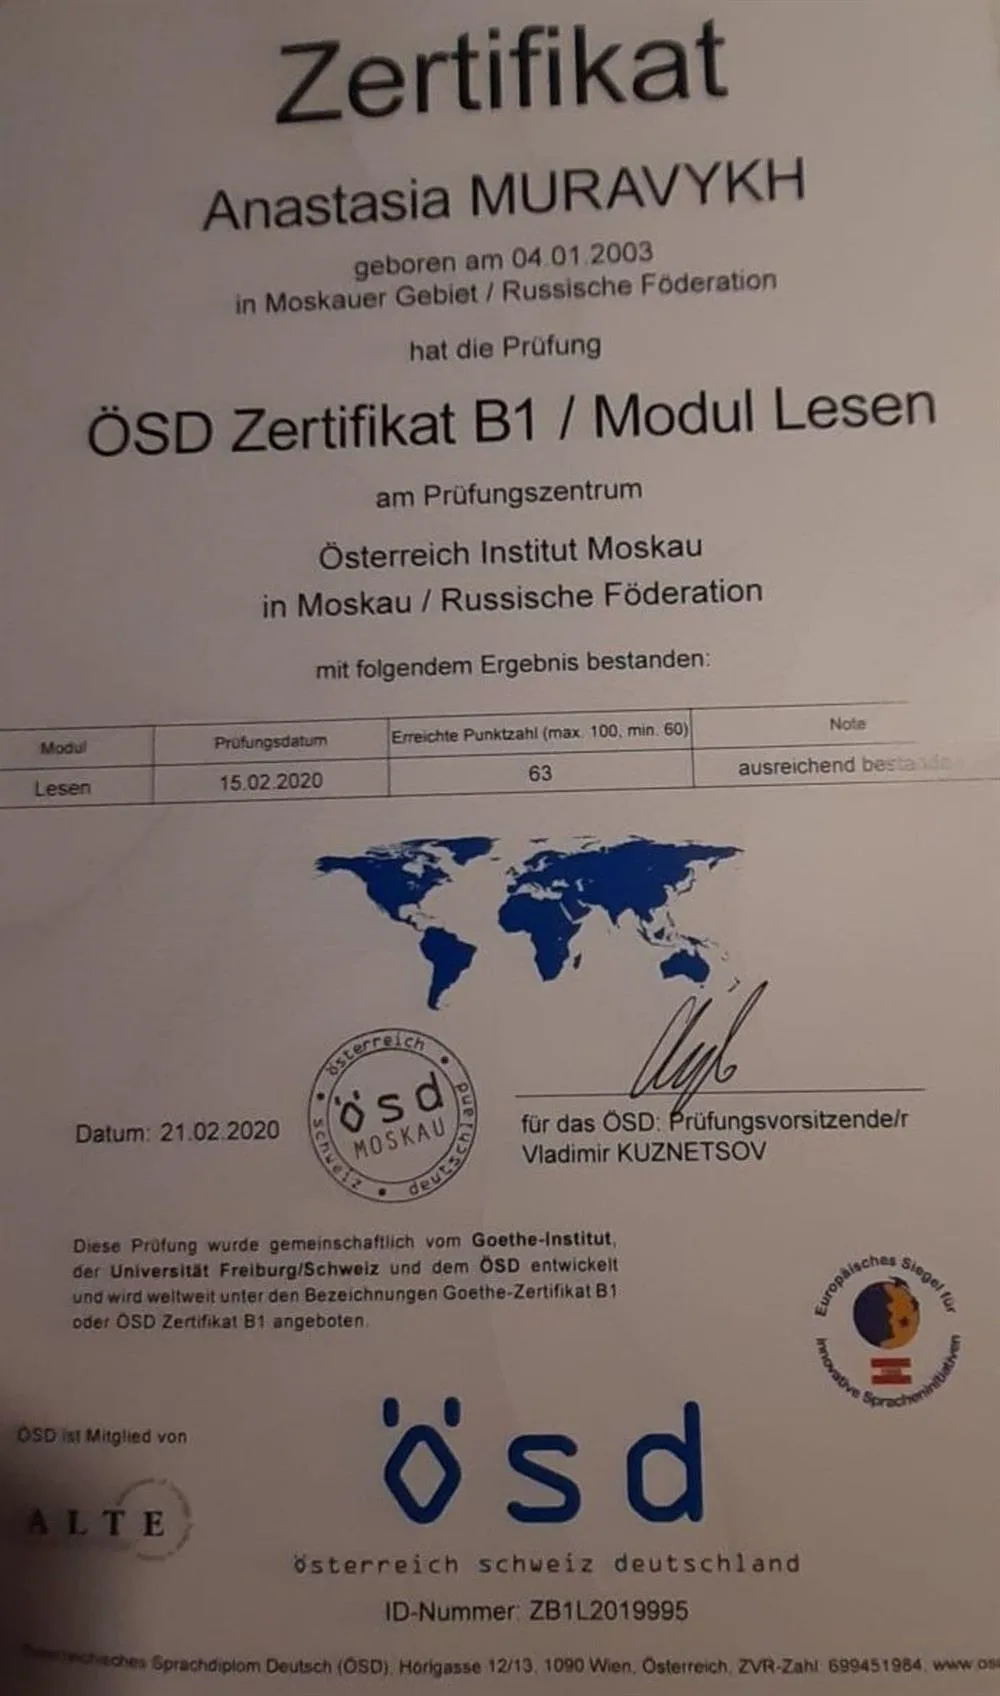 Zertifikat
Anastasia MURAVYKH
geboren am 04.01.2003
in Moskauer Gebiet / Russische Föderation
hat die Prüfung
ÖSD Zertifikat B1 / Modul Lesen
am Prüfungszentrum
Österreich Institut Moskau
in Moskau / Russische Föderation
mit folgendem Ergebnis bestanden:
Modul Prüfungsdatum Erreichte Punktzahl (max. 100, min. 60) Note
Lesen 15.02.2020 63 ausreichend bestanden
österreich
ösd
MOSKAU
schweiz
deutschland
Datum: 21.02.2020
für das ÖSD: Prüfungsvorsitzende/r
Vladimir KUZNETSOV
Diese Prüfung wurde gemeinschaftlich vom Goethe-Institut,
der Universität Freiburg/Schweiz und dem ÖSD entwickelt
und wird weltweit unter den Bezeichnungen Goethe-Zertifikat B1
oder ÖSD Zertifikat B1 angeboten.
Europäisches Siegel für
Innovative Spracheninitiativen
ÖSD ist Mitglied von
ALTE
ösd
österreich schweiz deutschland
ID-Nummer: ZB1L2019995
Österreichisches Sprachdiplom Deutsch (ÖSD), Hörlgasse 12/13, 1090 Wien, Österreich, ZVR-Zahl: 699451984, www.os